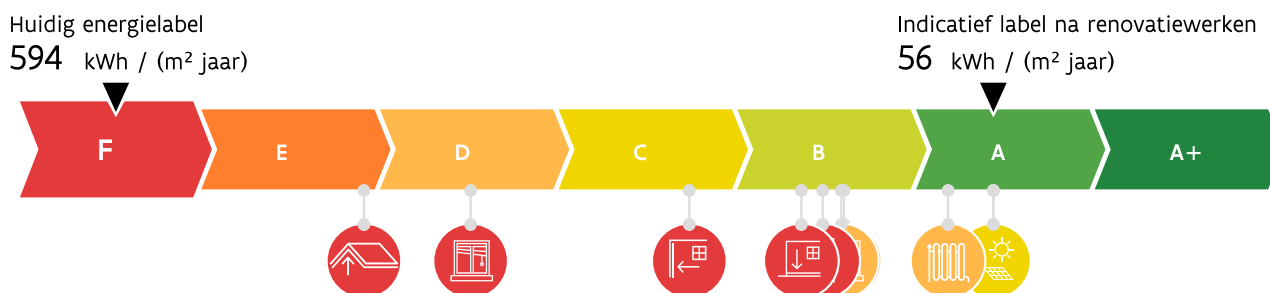 Huidig energielabel
594 kWh / (m² jaar)
Indicatief label na renovatiewerken
56 kWh / (m² jaar)
F E D C B A A+